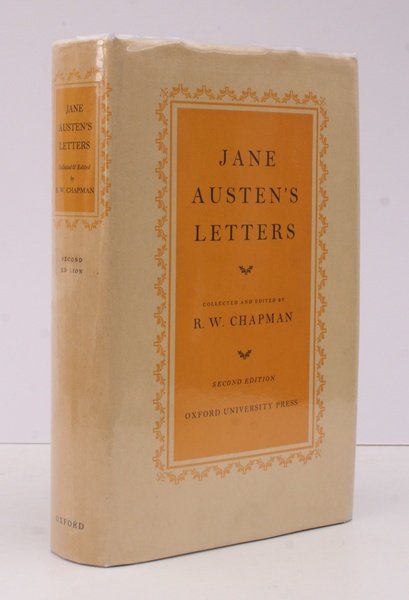 JANE
AUSTEN'S
LETTERS
Collected & Edited
by
R. W. CHAPMAN
SECOND
EDITION
OXFORD
JANE
AUSTEN'S
LETTERS
COLLECTED AND EDITED BY
R. W. CHAPMAN
SECOND EDITION
OXFORD UNIVERSITY PRESS